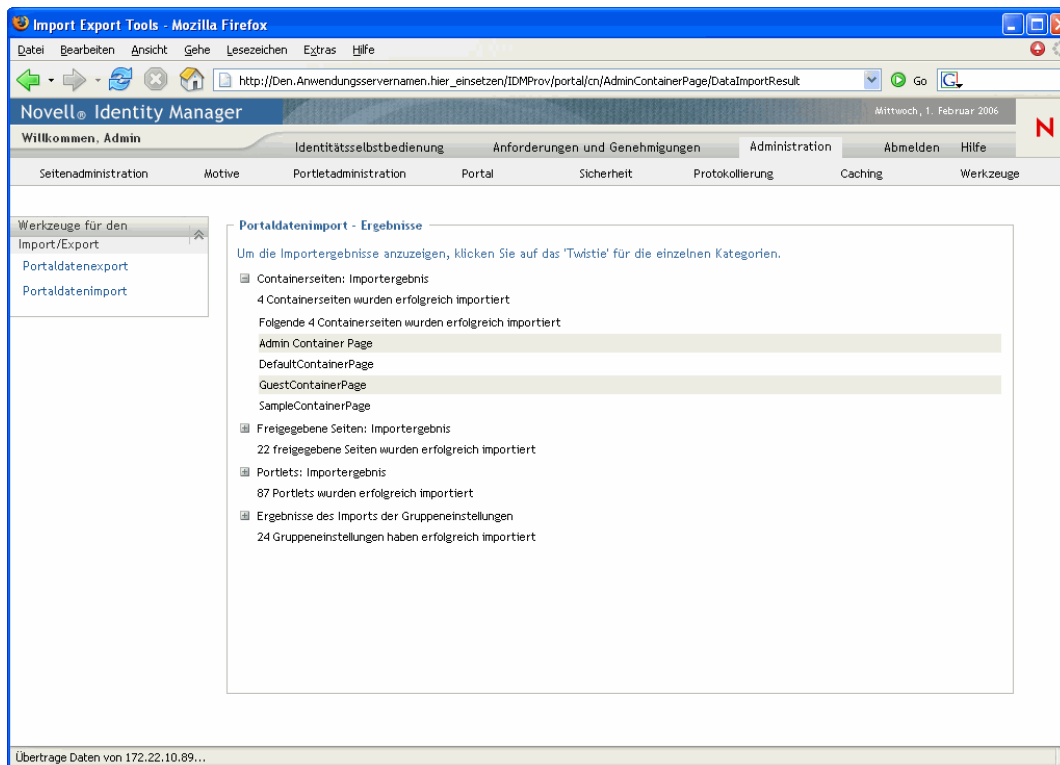 Import Export Tools - Mozilla Firefox
Datei Bearbeiten Ansicht Gehe Lesezeichen Extras Hilfe
http://Den.Anwendungsservernamen.hier_einsetzen/IDMProv/portal/cn/AdminContainerPage/DataImportResult Go G
Novell® Identity Manager Mittwoch, 1. Februar 2006
N
Willkommen, Admin
Identitätsselbstbedienung Anforderungen und Genehmigungen Administration Abmelden Hilfe
Seitenadministration Motive Portletadministration Portal Sicherheit Protokollierung Caching Werkzeuge
Werkzeuge für den
Import/Export
Portaldatenexport
Portaldatenimport
Portaldatenimport - Ergebnisse
Um die Importergebnisse anzuzeigen, klicken Sie auf das 'Twistie' für die einzelnen Kategorien.
Containerseiten: Importergebnis
4 Containerseiten wurden erfolgreich importiert
Folgende 4 Containerseiten wurden erfolgreich importiert
Admin Container Page
DefaultContainerPage
GuestContainerPage
SampleContainerPage
Freigegebene Seiten: Importergebnis
22 freigegebene Seiten wurden erfolgreich importiert
Portlets: Importergebnis
87 Portlets wurden erfolgreich importiert
Ergebnisse des Imports der Gruppeneinstellungen
24 Gruppeneinstellungen haben erfolgreich importiert
Übertrage Daten von 172.22.10.89...